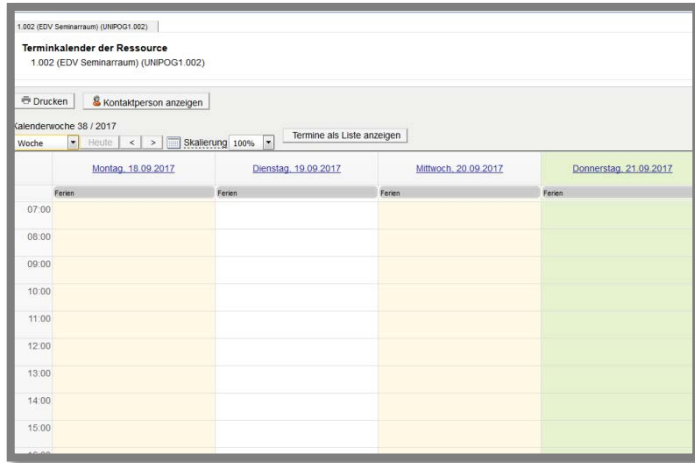 1.002 (EDV Seminarraum) (UNIPOG1.002)
Terminkalender der Ressource
1.002 (EDV Seminarraum) (UNIPOG1.002)
Drucken Kontaktperson anzeigen
Kalenderwoche 38 / 2017
Woche Heute < > Skalierung 100% Termine als Liste anzeigen
Montag, 18.09.2017 Dienstag, 19.09.2017 Mittwoch, 20.09.2017 Donnerstag, 21.09.2017
Ferien Ferien Ferien Ferien
07:00
08:00
09:00
10:00
11:00
12:00
13:00
14:00
15:00